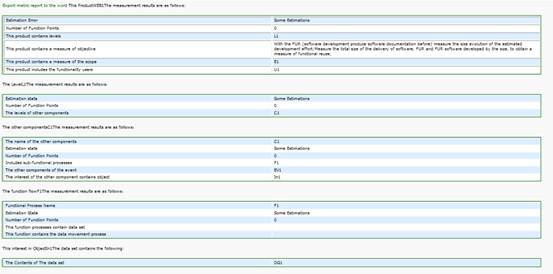 Export metric report to the word This ProductWEB1The measurement results are as follows:
Estimation Error Some Estimations
Number of Function Points 0
This product contains levels L1
This product contains a measure of objective With the FUR (software development produce software documentation before) measure the size evolution of the estimated development effort/Measure the total size of the delivery of software, FUR and FUR software developed by the size, to obtain a measure of functional reuse;
This product contains a measure of the scope E1
This product includes the functionality users U1
The LevelL1The measurement results are as follows:
Estimation state Some Estimations
Number of Function Points 0
The levels of other components C1
The other componentsC1The measurement results are as follows:
The name of the other components C1
Estimation state Some Estimations
Number of Function Points 0
Includes sub-functional processes F1
The other components of the event EV1
The interest of the other component contains object In1
The function flowF1The measurement results are as follows:
Functional Process Name F1
Estimation State Some Estimations
Number of Function Points 0
This function processes contain data set
This function contains the data movement process
This interest in ObjectIn1The data set contains the following:
The Contents of The data set DG1